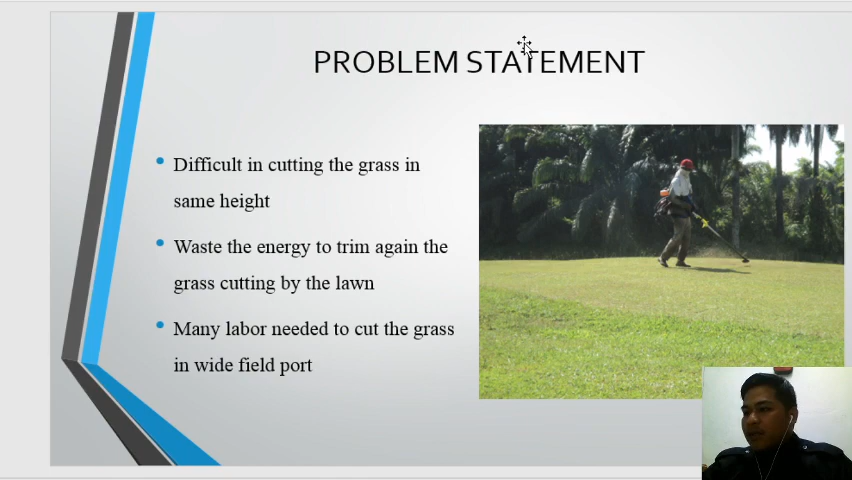 PROBLEM STATEMENT
Difficult in cutting the grass in
same height
Waste the energy to trim again the
grass cutting by the lawn
Many labor needed to cut the grass
in wide field port